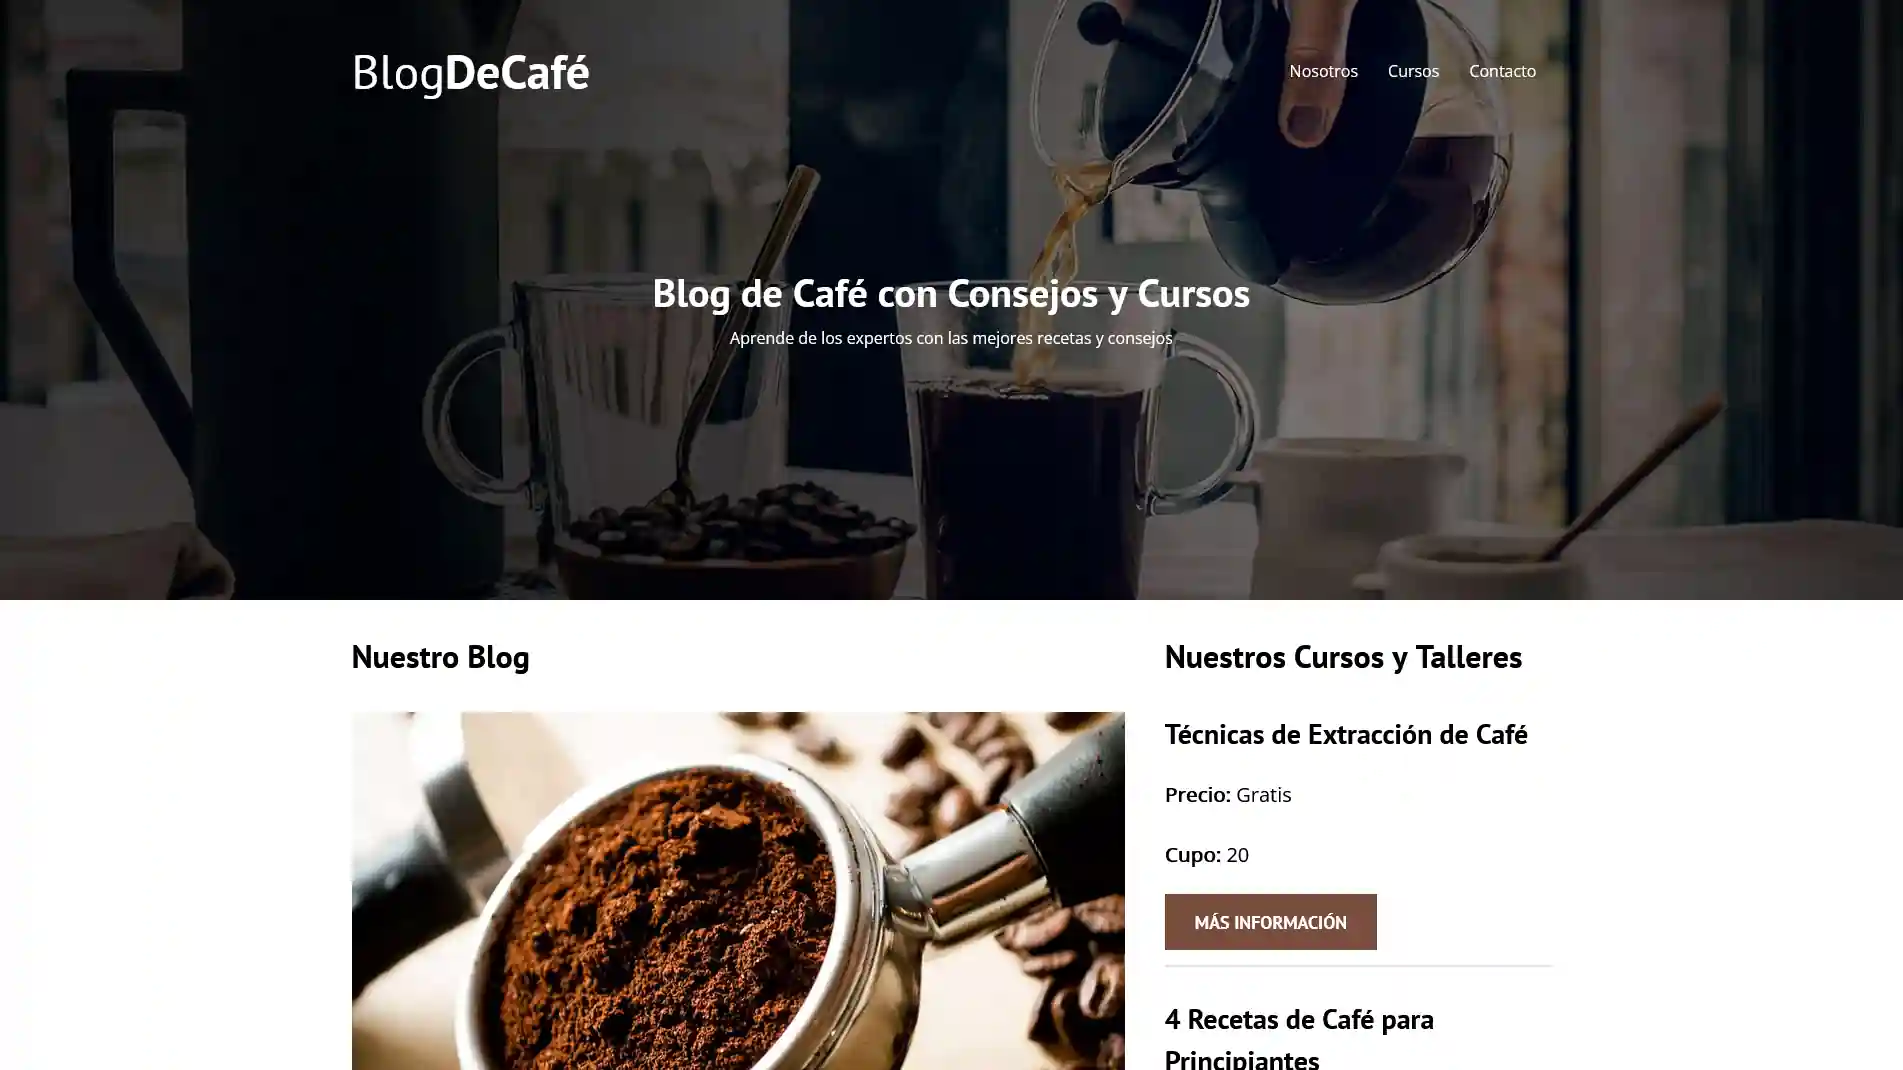 BlogDeCafé
Nosotros Cursos Contacto
Blog de Café con Consejos y Cursos
Aprende de los expertos con las mejores recetas y consejos
Nuestro Blog
Nuestros Cursos y Talleres
Técnicas de Extracción de Café
Precio: Gratis
Cupo: 20
MÁS INFORMACIÓN
4 Recetas de Café para
Principiantes